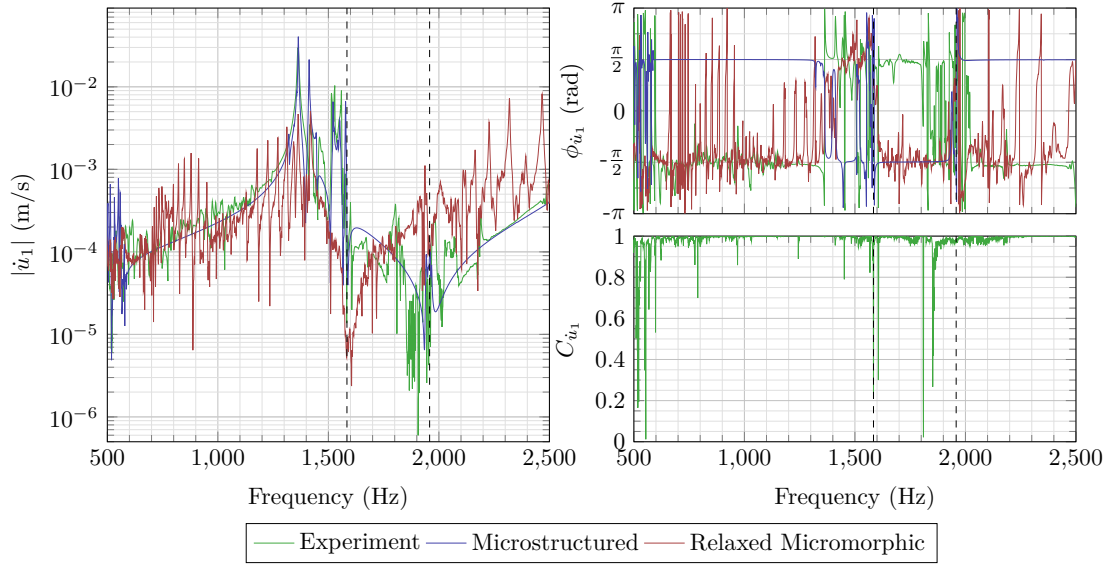 |u̇₁| (m/s)
10⁻²
10⁻³
10⁻⁴
10⁻⁵
10⁻⁶
500
1,000
1,500
2,000
2,500
Frequency (Hz)
ϕu̇₁ (rad)
π
π/2
0
-π/2
-π
Cu̇₁
1
0.8
0.6
0.4
0.2
0
500
1,000
1,500
2,000
2,500
Frequency (Hz)
Experiment Microstructured Relaxed Micromorphic